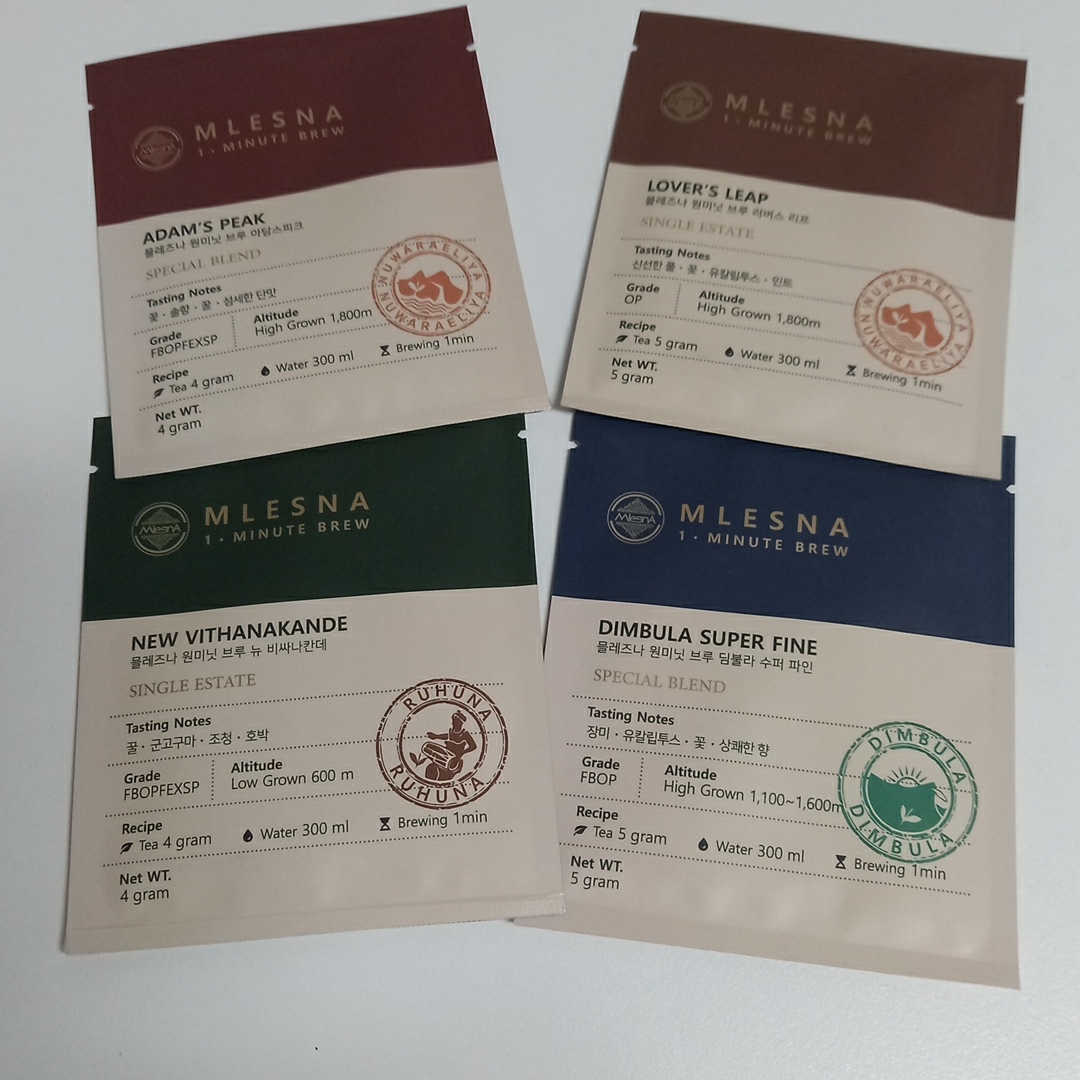 MLESNA
1 · MINUTE BREW
ADAM'S PEAK
믈레즈나 원미닛 브루 아담스피크
SPECIAL BLEND
Tasting Notes
꽃 · 솔향 · 꿀 · 섬세한 단맛
Grade
FBOPFEXSP
Altitude
High Grown 1,800m
Recipe
Tea 4 gram
Water 300 ml
Brewing 1min
Net WT.
4 gram
NUWARAELIYA
NUWARAELIYA
MLESNA
1 · MINUTE BREW
LOVER'S LEAP
믈레즈나 원미닛 브루 러버스 리프
SINGLE ESTATE
Tasting Notes
신선한 풀 · 꽃 · 유칼립투스 · 민트
Grade
OP
Altitude
High Grown 1,800m
Recipe
Tea 5 gram
Water 300 ml
Brewing 1min
Net WT.
5 gram
NUWARAELIYA
NUWARAELIYA
MlesnA
MLESNA
1 · MINUTE BREW
NEW VITHANAKANDE
믈레즈나 원미닛 브루 뉴 비싸나칸데
SINGLE ESTATE
Tasting Notes
꿀 · 군고구마 · 조청 · 호박
Grade
FBOPFEXSP
Altitude
Low Grown 600 m
Recipe
Tea 4 gram
Water 300 ml
Brewing 1min
Net WT.
4 gram
RUHUNA
RUHUNA
MlesnA
MLESNA
1 · MINUTE BREW
DIMBULA SUPER FINE
믈레즈나 원미닛 브루 딤불라 수퍼 파인
SPECIAL BLEND
Tasting Notes
장미 · 유칼립투스 · 꽃 · 상쾌한 향
Grade
FBOP
Altitude
High Grown 1,100~1,600m
Recipe
Tea 5 gram
Water 300 ml
Brewing 1min
Net WT.
5 gram
DIMBULA
DIMBULA